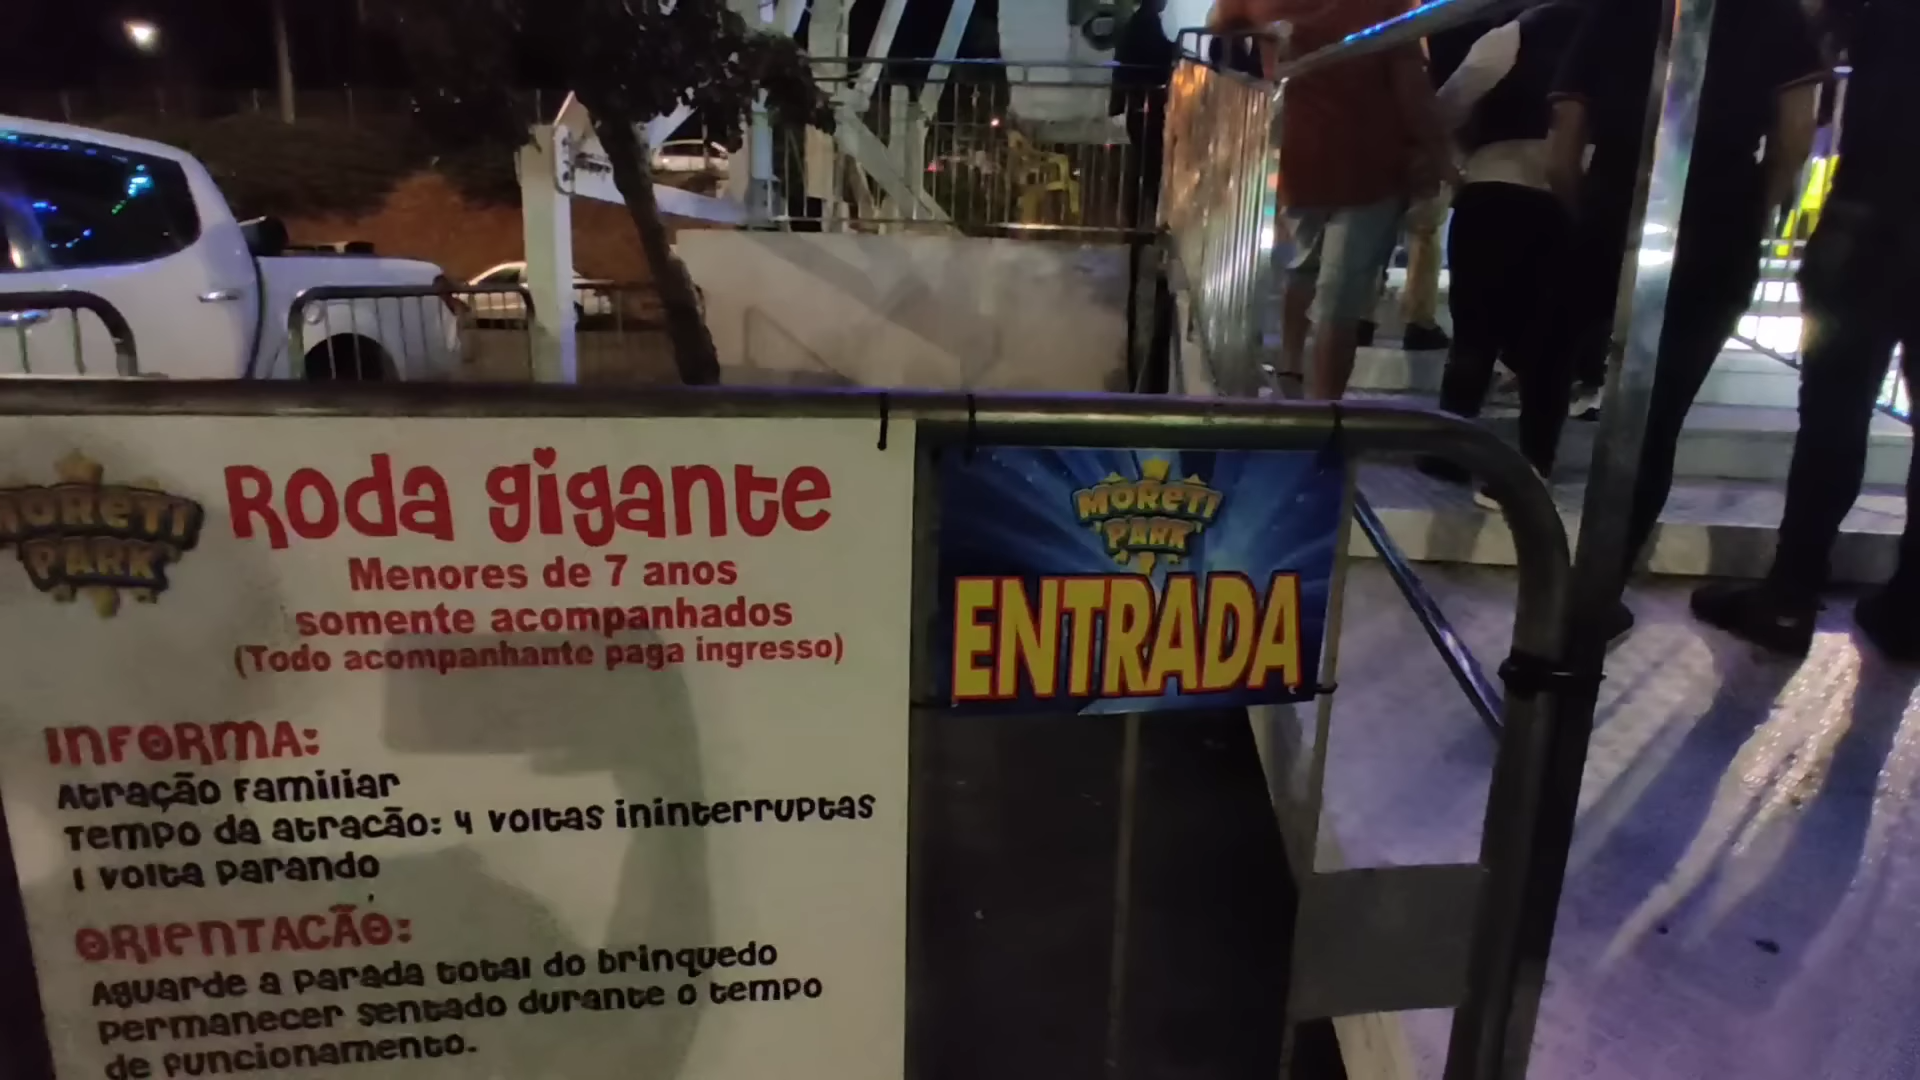 MORETI
PARK
Roda gigante
Menores de 7 anos
somente acompanhados
(Todo acompanhante paga ingresso)
INFORMA:
Atração Familiar
Tempo da atracão: 4 voltas ininterruptas
1 volta parando
ORIENTACÃO:
Aguarde a parada total do brinquedo
permanecer sentado durante o tempo
de funcionamento.
MORETI
PARK
ENTRADA